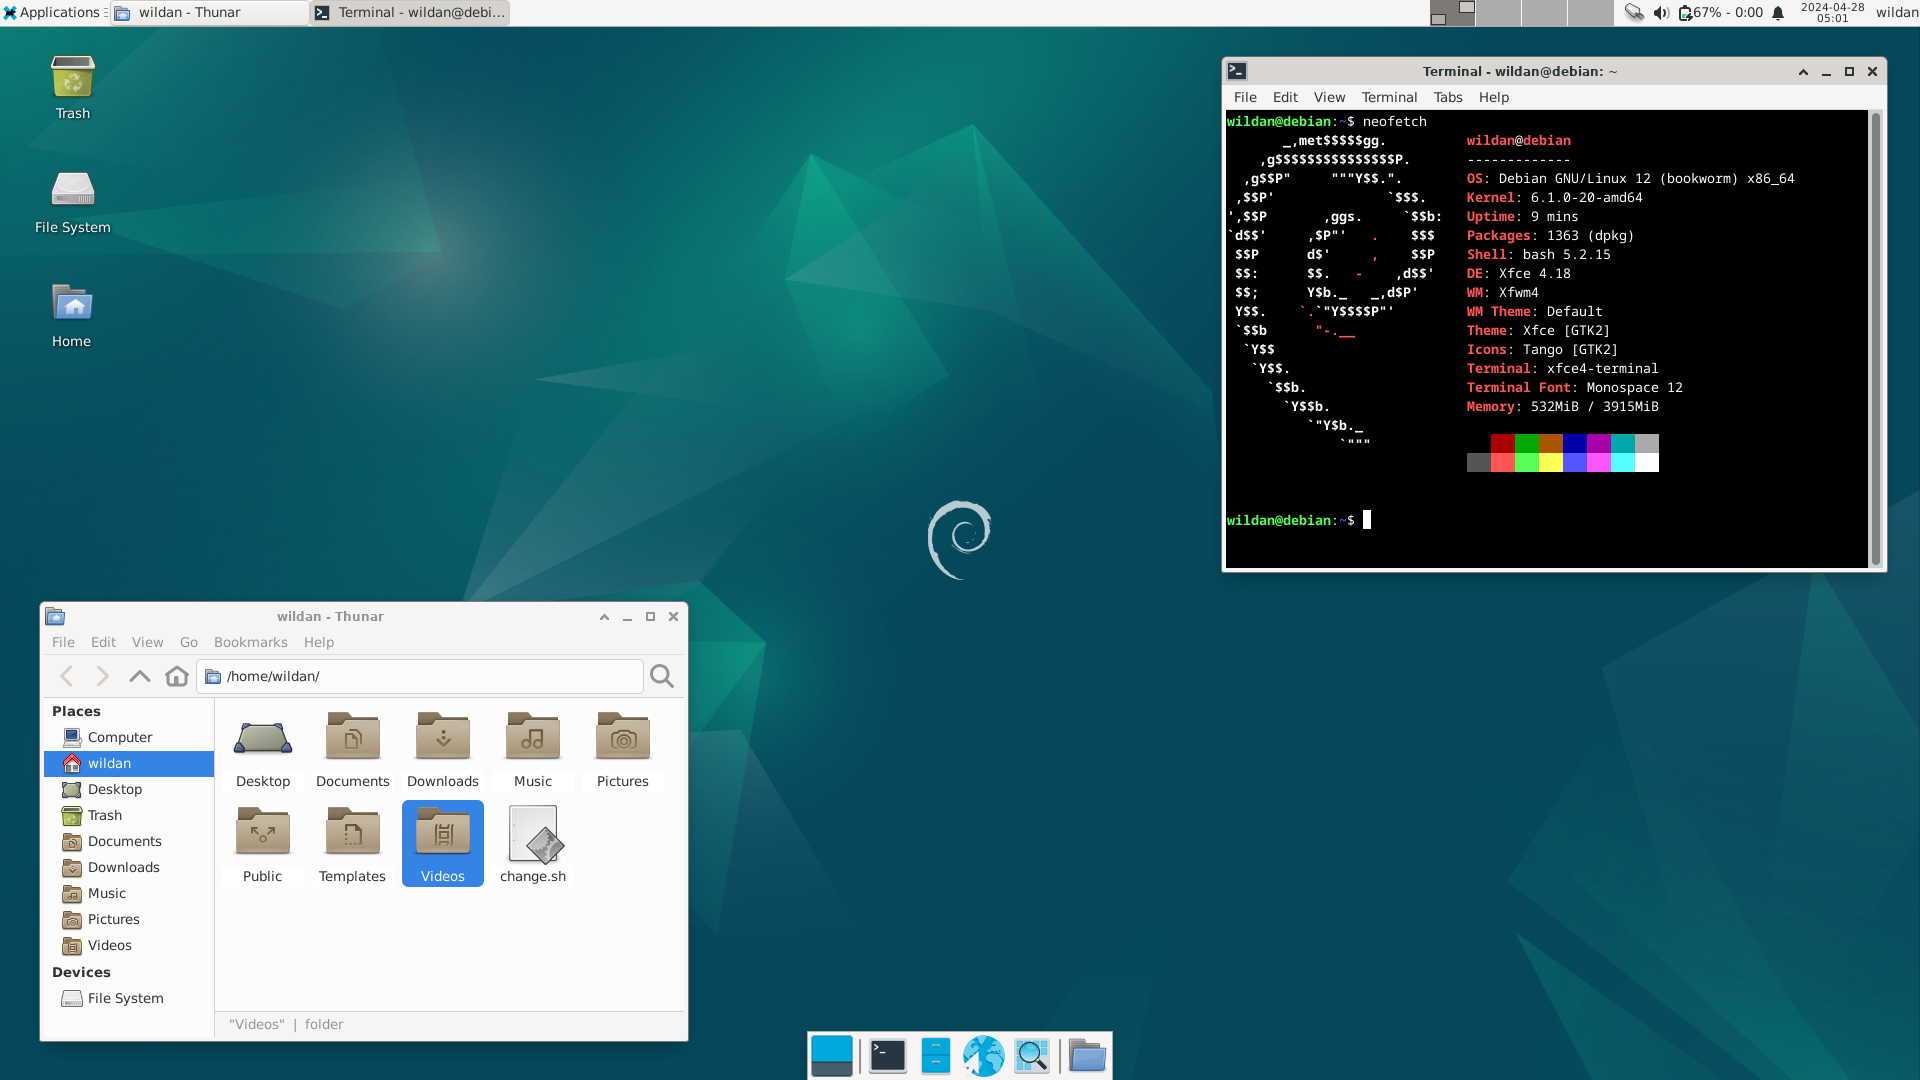 Applications
wildan - Thunar
Terminal - wildan@debi...
67% - 0:00
2024-04-28
05:01
wildan
Trash
File System
Home
Terminal - wildan@debian: ~
File Edit View Terminal Tabs Help
wildan@debian:~$ neofetch
_,met$$$$$gg.
,g$$$$$$$$$$$$$$$P.
,g$$P"     """Y$$.".
,$$P'              `$$$.
',$$P       ,ggs.     `$$b:
`d$$'     ,$P"'   .    $$$
$$P      d$'     ,    $$P
$$:      $$.   -    ,d$$'
$$;      Y$b._   _,d$P'
Y$$.    `.`"Y$$$$P"'
`$$b      "-.__
`Y$$
`Y$$.
`$$b.
`Y$$b.
`"Y$b._
`"""
wildan@debian
-------------
OS: Debian GNU/Linux 12 (bookworm) x86_64
Kernel: 6.1.0-20-amd64
Uptime: 9 mins
Packages: 1363 (dpkg)
Shell: bash 5.2.15
DE: Xfce 4.18
WM: Xfwm4
WM Theme: Default
Theme: Xfce [GTK2]
Icons: Tango [GTK2]
Terminal: xfce4-terminal
Terminal Font: Monospace 12
Memory: 532MiB / 3915MiB
wildan@debian:~$
wildan - Thunar
File Edit View Go Bookmarks Help
/home/wildan/
Places
Computer
wildan
Desktop
Trash
Documents
Downloads
Music
Pictures
Videos
Devices
File System
Desktop Documents Downloads Music Pictures
Public Templates Videos change.sh
"Videos" | folder